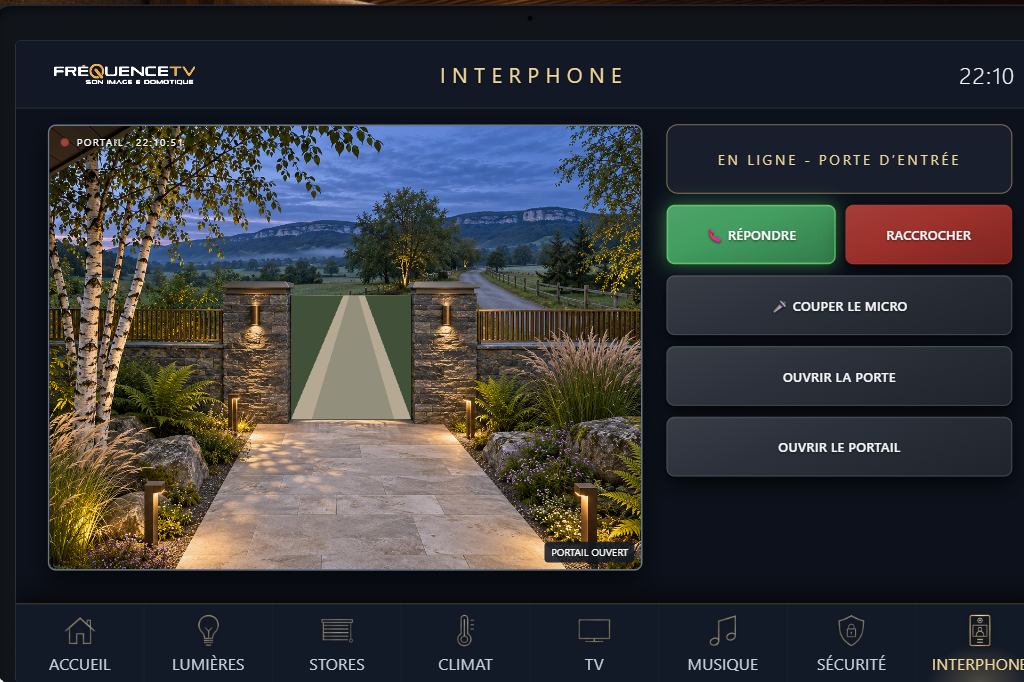 FRÉQUENCETV
SON IMAGE & DOMOTIQUE
INTERPHONE
22:10
PORTAIL - 22:10:51
EN LIGNE - PORTE D'ENTRÉE
RÉPONDRE
RACCROCHER
COUPER LE MICRO
OUVRIR LA PORTE
OUVRIR LE PORTAIL
PORTAIL OUVERT
ACCUEIL
LUMIÈRES
STORES
CLIMAT
TV
MUSIQUE
SÉCURITÉ
INTERPHONE